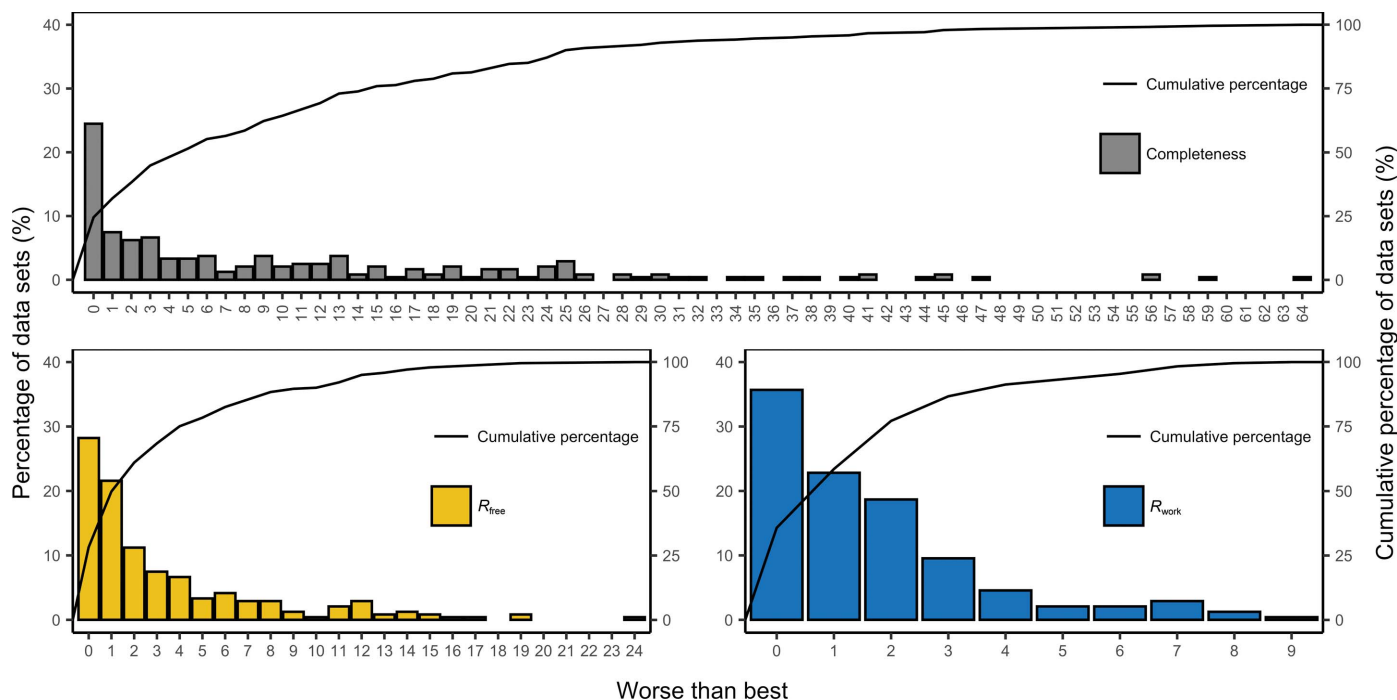 Percentage of data sets (%)
Cumulative percentage of data sets (%)
40
30
20
10
0
100
75
50
25
0
Cumulative percentage
Completeness
0 1 2 3 4 5 6 7 8 9 10 11 12 13 14 15 16 17 18 19 20 21 22 23 24 25 26 27 28 29 30 31 32 33 34 35 36 37 38 39 40 41 42 43 44 45 46 47 48 49 50 51 52 53 54 55 56 57 58 59 60 61 62 63 64
40
30
20
10
0
100
75
50
25
0
Cumulative percentage
R free
0 1 2 3 4 5 6 7 8 9 10 11 12 13 14 15 16 17 18 19 20 21 22 23 24
40
30
20
10
0
100
75
50
25
0
Cumulative percentage
R work
0 1 2 3 4 5 6 7 8 9
Worse than best